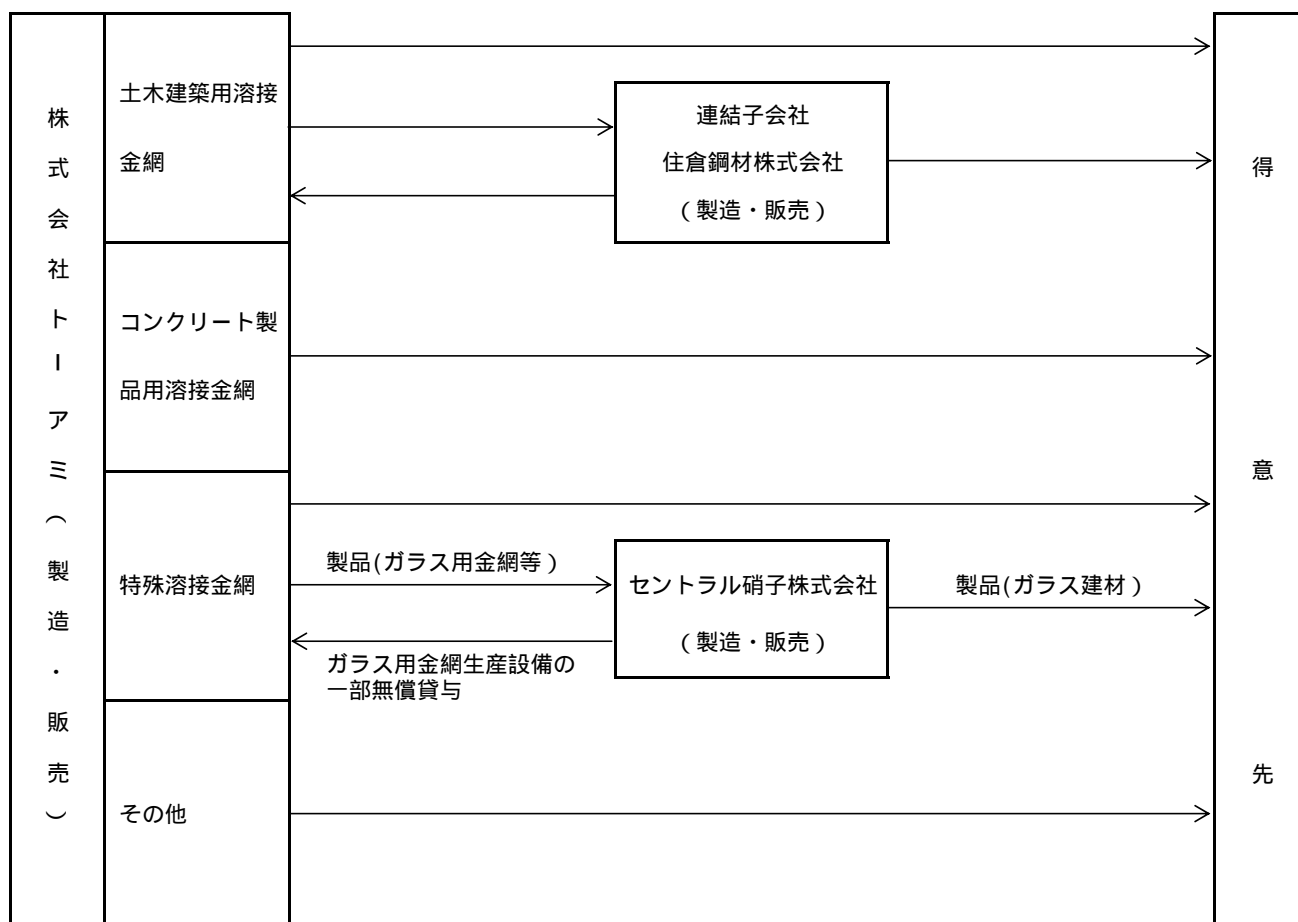 株式会社トーアミ(製造・販売)
土木建築用溶接
金網
連結子会社
住倉鋼材株式会社
(製造・販売)
コンクリート製
品用溶接金網
特殊溶接金網
製品(ガラス用金網等)
ガラス用金網生産設備の
一部無償貸与
セントラル硝子株式会社
(製造・販売)
製品(ガラス建材)
その他
得意先